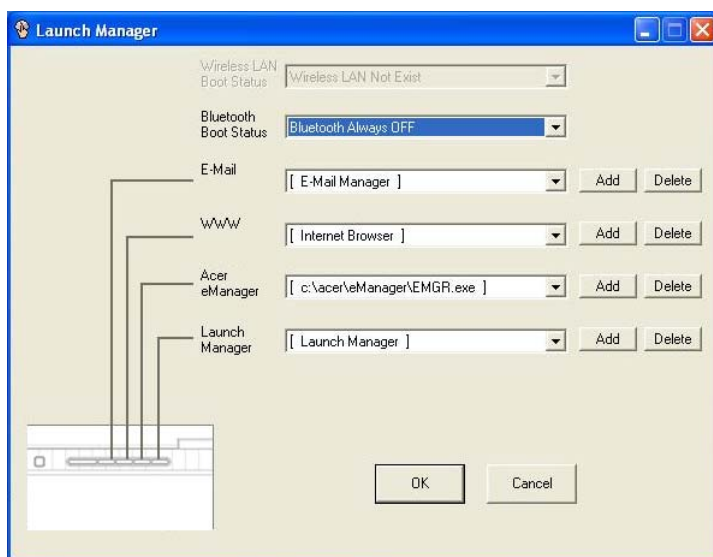 Launch Manager
Wireless LAN
Boot Status
Wireless LAN Not Exist
Bluetooth
Boot Status
Bluetooth Always OFF
E-Mail
[ E-Mail Manager ]
Add
Delete
WWW
[ Internet Browser ]
Add
Delete
Acer
eManager
[ c:\acer\eManager\EMGR.exe ]
Add
Delete
Launch
Manager
[ Launch Manager ]
Add
Delete
OK
Cancel